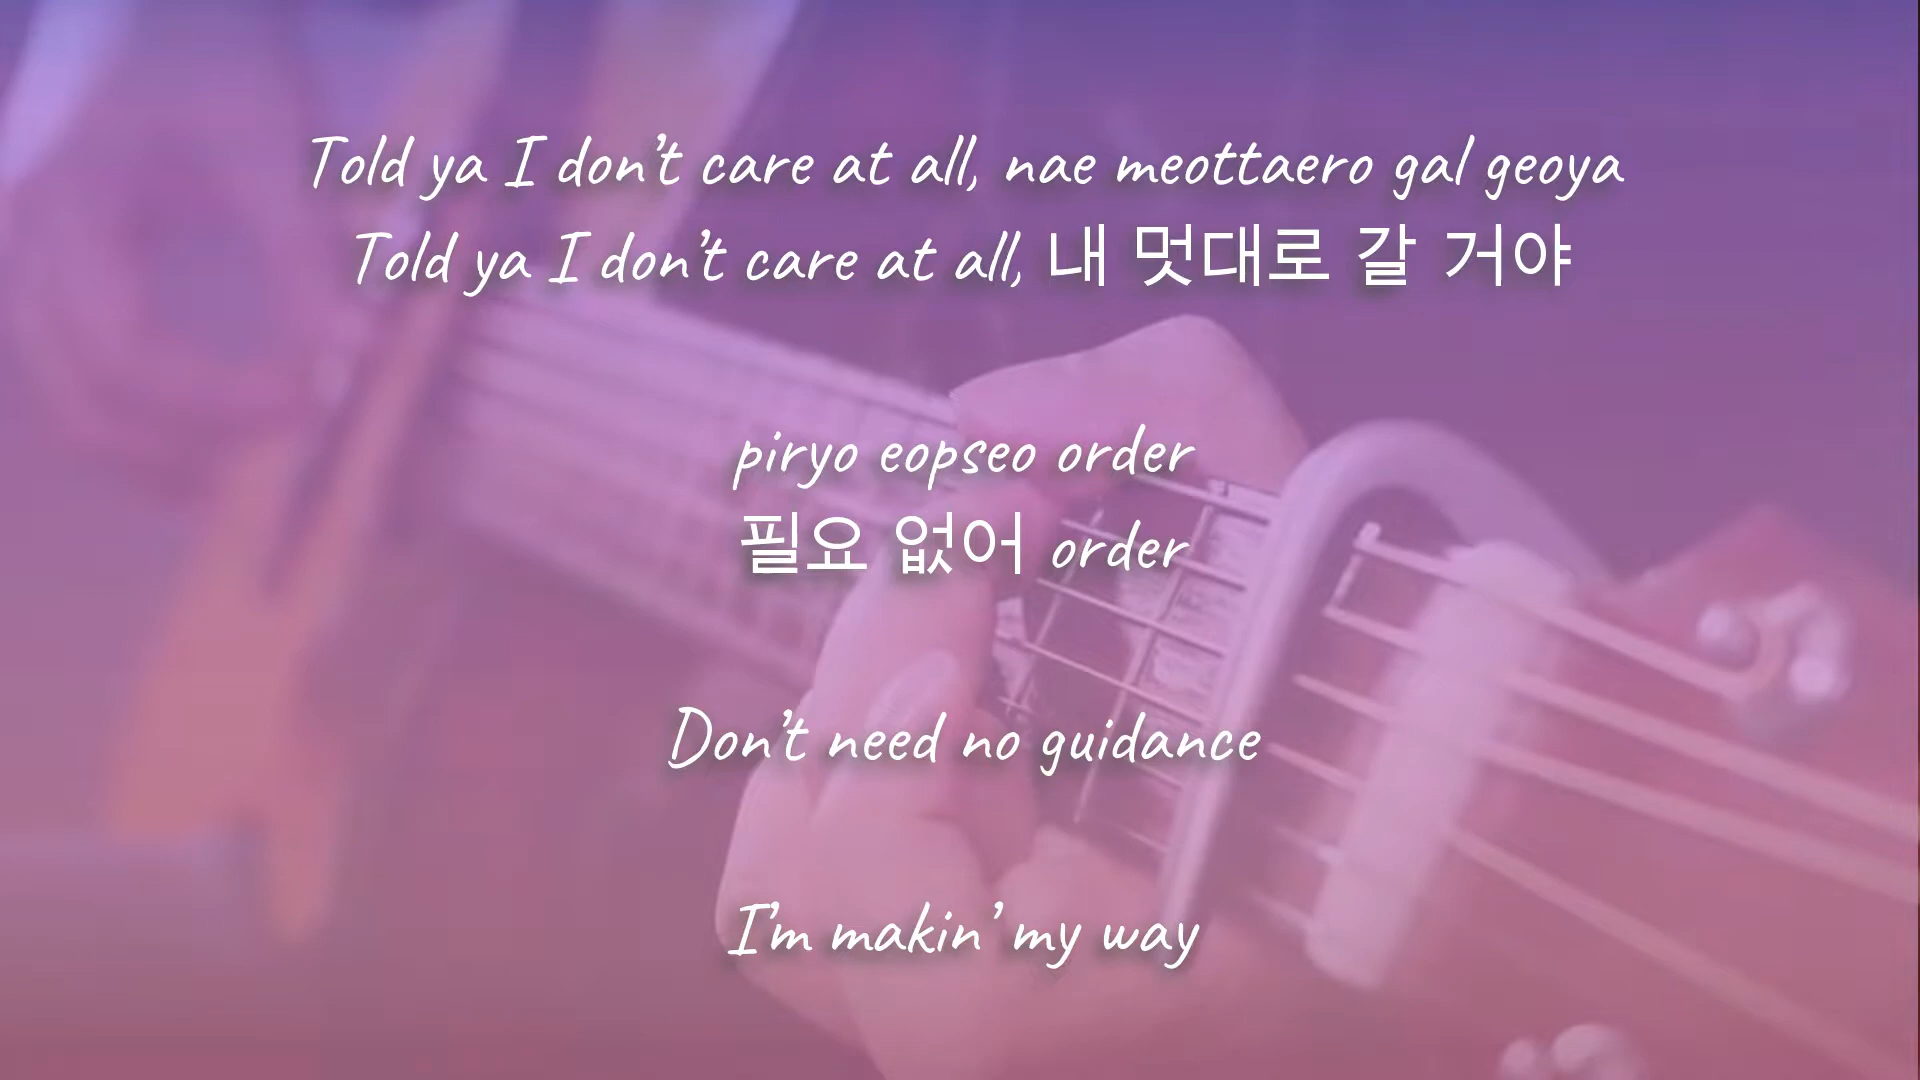 Told ya I don't care at all, nae meottaero gal geoya
Told ya I don't care at all, 내 멋대로 갈 거야
piryo eopseo order
필요 없어 order
Don't need no guidance
I'm makin' my way